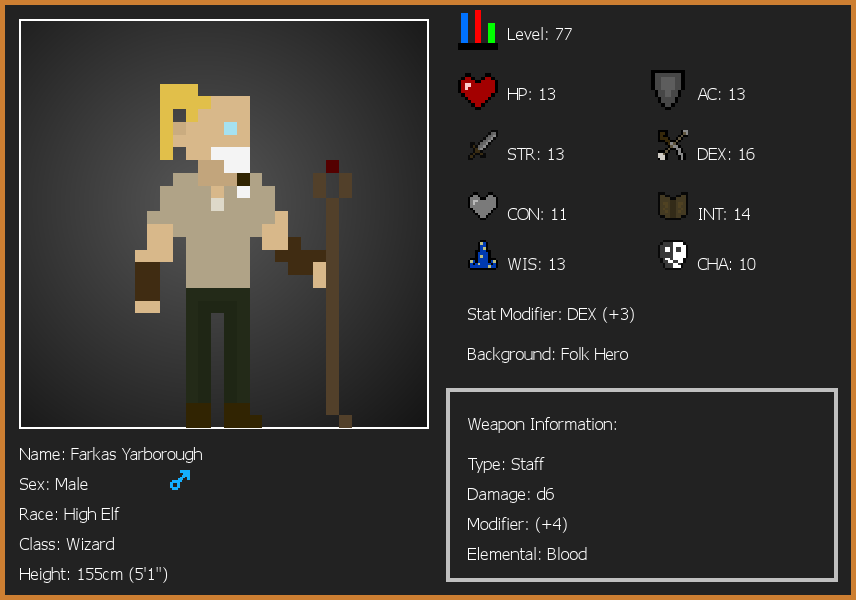 Level: 77
HP: 13
AC: 13
STR: 13
DEX: 16
CON: 11
INT: 14
WIS: 13
CHA: 10
Stat Modifier: DEX (+3)
Background: Folk Hero
Weapon Information:
Type: Staff
Damage: d6
Modifier: (+4)
Elemental: Blood
Name: Farkas Yarborough
Sex: Male
Race: High Elf
Class: Wizard
Height: 155cm (5'1")